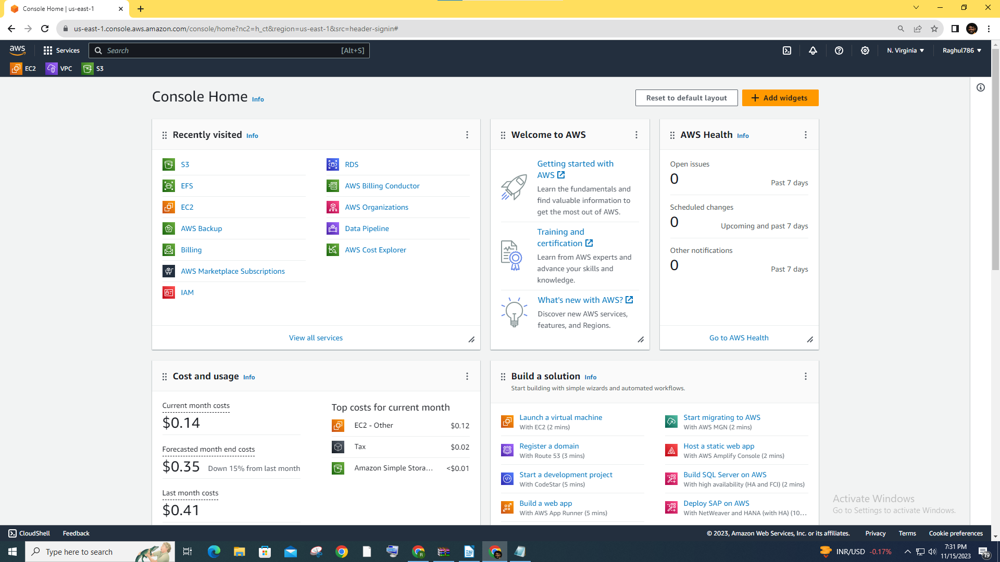 Console Home | us-east-1
us-east-1.console.aws.amazon.com/console/home?nc2=h_ct&region=us-east-1&src=header-signin#
aws
Services
Search
[Alt+S]
N. Virginia
Raghul786
EC2
VPC
S3
Console Home Info
Reset to default layout
Add widgets
Recently visited Info
S3
EFS
EC2
AWS Backup
Billing
AWS Marketplace Subscriptions
IAM
RDS
AWS Billing Conductor
AWS Organizations
Data Pipeline
AWS Cost Explorer
View all services
Welcome to AWS
Getting started with
AWS
Learn the fundamentals and
find valuable information to
get the most out of AWS.
Training and
certification
Learn from AWS experts and
advance your skills and
knowledge.
What's new with AWS?
Discover new AWS services,
features, and Regions.
AWS Health Info
Open issues
0
Past 7 days
Scheduled changes
0
Upcoming and past 7 days
Other notifications
0
Past 7 days
Go to AWS Health
Cost and usage Info
Current month costs
$0.14
Forecasted month end costs
$0.35 Down 15% from last month
Last month costs
$0.41
Top costs for current month
EC2 - Other $0.12
Tax $0.02
Amazon Simple Stora... <$0.01
Build a solution Info
Start building with simple wizards and automated workflows.
Launch a virtual machine
With EC2 (2 mins)
Register a domain
With Route 53 (3 mins)
Start a development project
With CodeStar (5 mins)
Build a web app
With AWS App Runner (5 mins)
Start migrating to AWS
With AWS MGN (2 mins)
Host a static web app
With AWS Amplify Console (2 mins)
Build SQL Server on AWS
With high availability (HA and FCI) (2 mins)
Deploy SAP on AWS
With NetWeaver and HANA (with HA) (10...
Activate Windows
Go to Settings to activate Windows.
CloudShell
Feedback
© 2023, Amazon Web Services, Inc. or its affiliates.
Privacy
Terms
Cookie preferences
Type here to search
R
INR/USD -0.17%
7:31 PM
11/15/2023
19